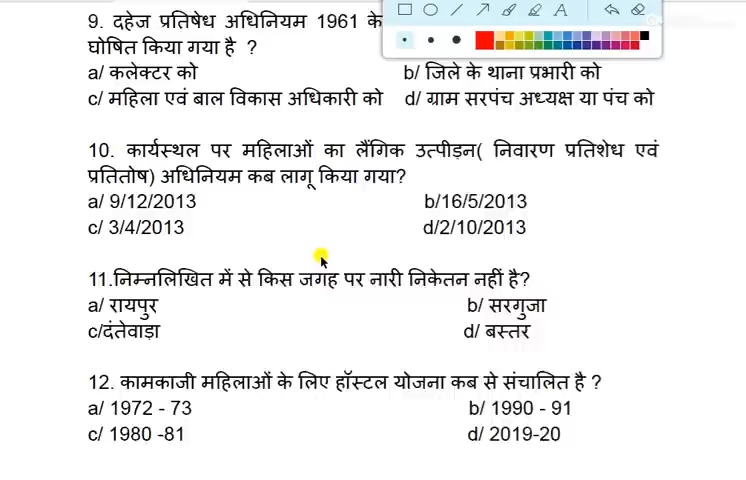 9. दहेज प्रतिषेध अधिनियम 1961 के
घोषित किया गया है ?
a/ कलेक्टर को b/ जिले के थाना प्रभारी को
c/ महिला एवं बाल विकास अधिकारी को d/ ग्राम सरपंच अध्यक्ष या पंच को
10. कार्यस्थल पर महिलाओं का लैंगिक उत्पीड़न( निवारण प्रतिशेध एवं
प्रतितोष) अधिनियम कब लागू किया गया?
a/ 9/12/2013 b/16/5/2013
c/ 3/4/2013 d/2/10/2013
11.निम्नलिखित में से किस जगह पर नारी निकेतन नहीं है?
a/ रायपुर b/ सरगुजा
c/दंतेवाड़ा d/ बस्तर
12. कामकाजी महिलाओं के लिए हॉस्टल योजना कब से संचालित है ?
a/ 1972 - 73 b/ 1990 - 91
c/ 1980 -81 d/ 2019-20